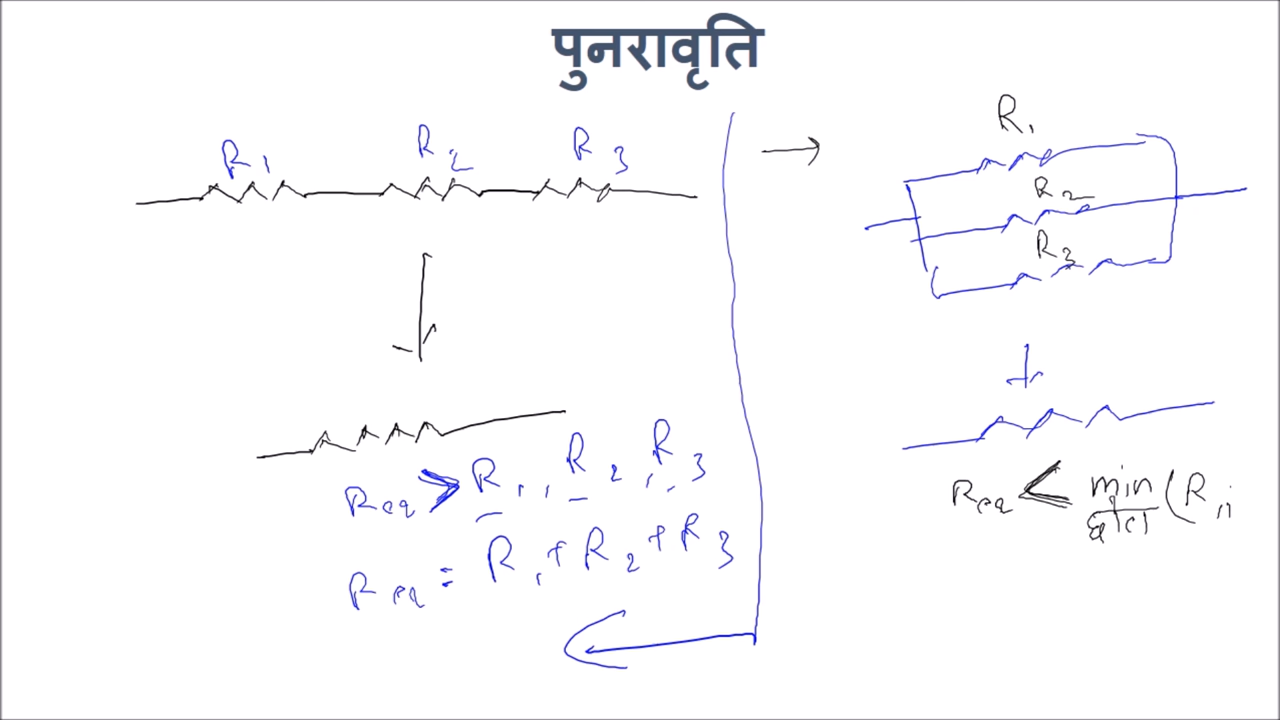 पुनरावृति
R1 R2 R3
Req > R1, R2, R3
Req = R1 + R2 + R3
R1
R2
R3
Req < min (R1,